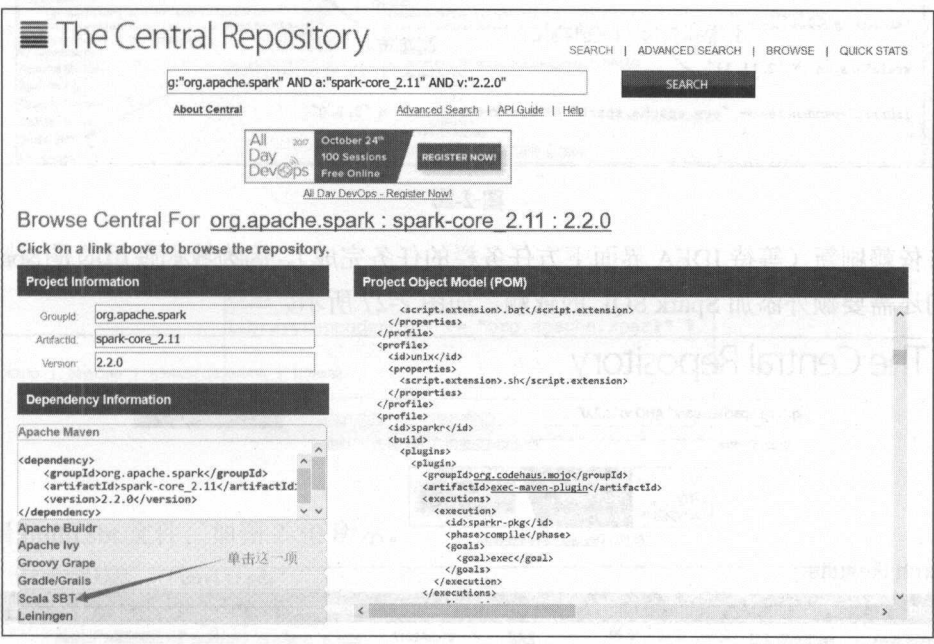 The Central Repository
SEARCH | ADVANCED SEARCH | BROWSE | QUICK STATS
g:"org.apache.spark" AND a:"spark-core_2.11" AND v:"2.2.0"
SEARCH
About Central
Advanced Search | API Guide | Help
All Day DevOps
2017
October 24th
100 Sessions
Free Online
REGISTER NOW!
All Day DevOps - Register Now!
Browse Central For org.apache.spark : spark-core_2.11 : 2.2.0
Click on a link above to browse the repository.
Project Information
GroupId: org.apache.spark
ArtifactId: spark-core_2.11
Version: 2.2.0
Dependency Information
Apache Maven
<dependency>
<groupId>org.apache.spark</groupId>
<artifactId>spark-core_2.11</artifactId>
<version>2.2.0</version>
</dependency>
Apache Buildr
Apache Ivy
Groovy Grape
Gradle/Grails
Scala SBT
Leiningen
单击这一项
Project Object Model (POM)
<script.extension>.bat</script.extension>
</properties>
</profile>
<profile>
<id>unix</id>
<properties>
<script.extension>.sh</script.extension>
</properties>
</profile>
<profile>
<id>sparkr</id>
<build>
<plugins>
<plugin>
<groupId>org.codehaus.mojo</groupId>
<artifactId>exec-maven-plugin</artifactId>
<executions>
<execution>
<id>sparkr-pkg</id>
<phase>compile</phase>
<goals>
<goal>exec</goal>
</goals>
</execution>
</executions>